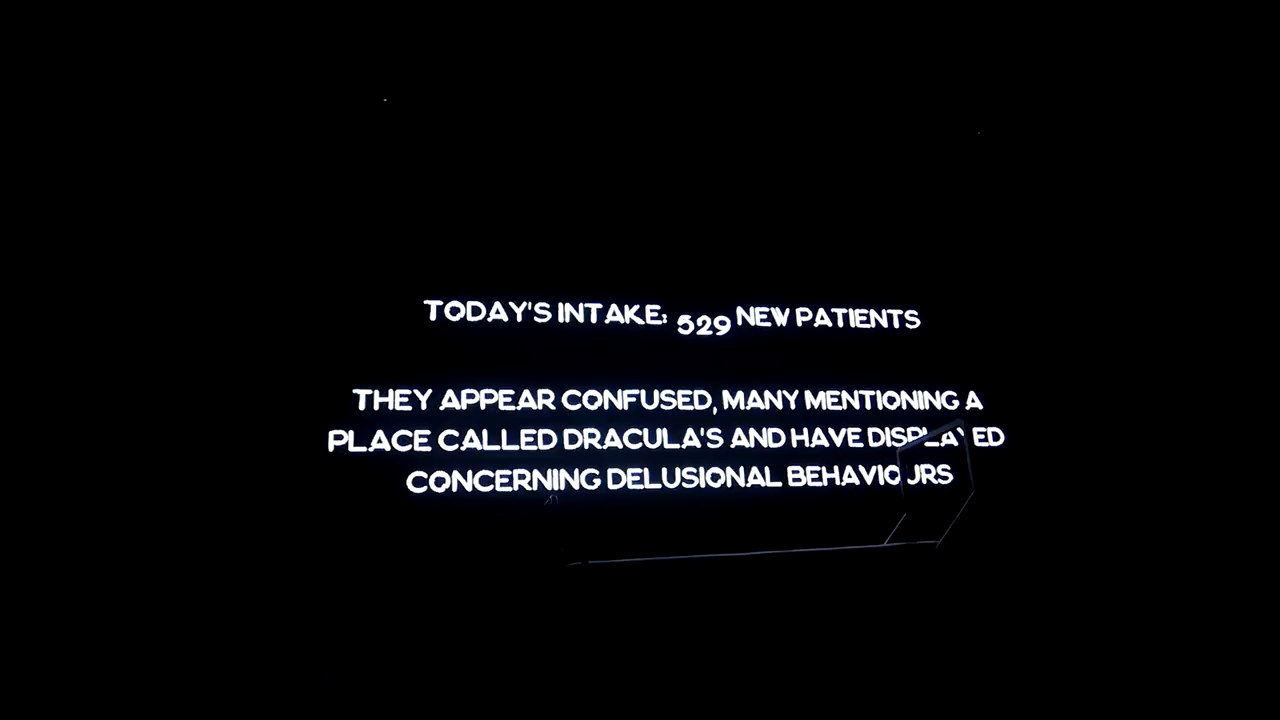 TODAY'S INTAKE: 529 NEW PATIENTS
THEY APPEAR CONFUSED, MANY MENTIONING A
PLACE CALLED DRACULA'S AND HAVE DISPLAYED
CONCERNING DELUSIONAL BEHAVIOURS